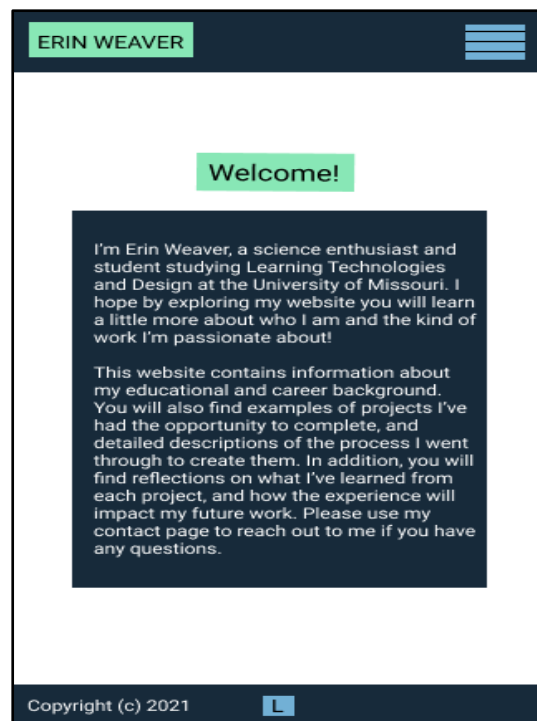 ERIN WEAVER
Welcome!
I'm Erin Weaver, a science enthusiast and
student studying Learning Technologies
and Design at the University of Missouri. I
hope by exploring my website you will learn
a little more about who I am and the kind of
work I'm passionate about!
This website contains information about
my educational and career background.
You will also find examples of projects I've
had the opportunity to complete, and
detailed descriptions of the process I went
through to create them. In addition, you will
find reflections on what I've learned from
each project, and how the experience will
impact my future work. Please use my
contact page to reach out to me if you have
any questions.
Copyright (c) 2021
L